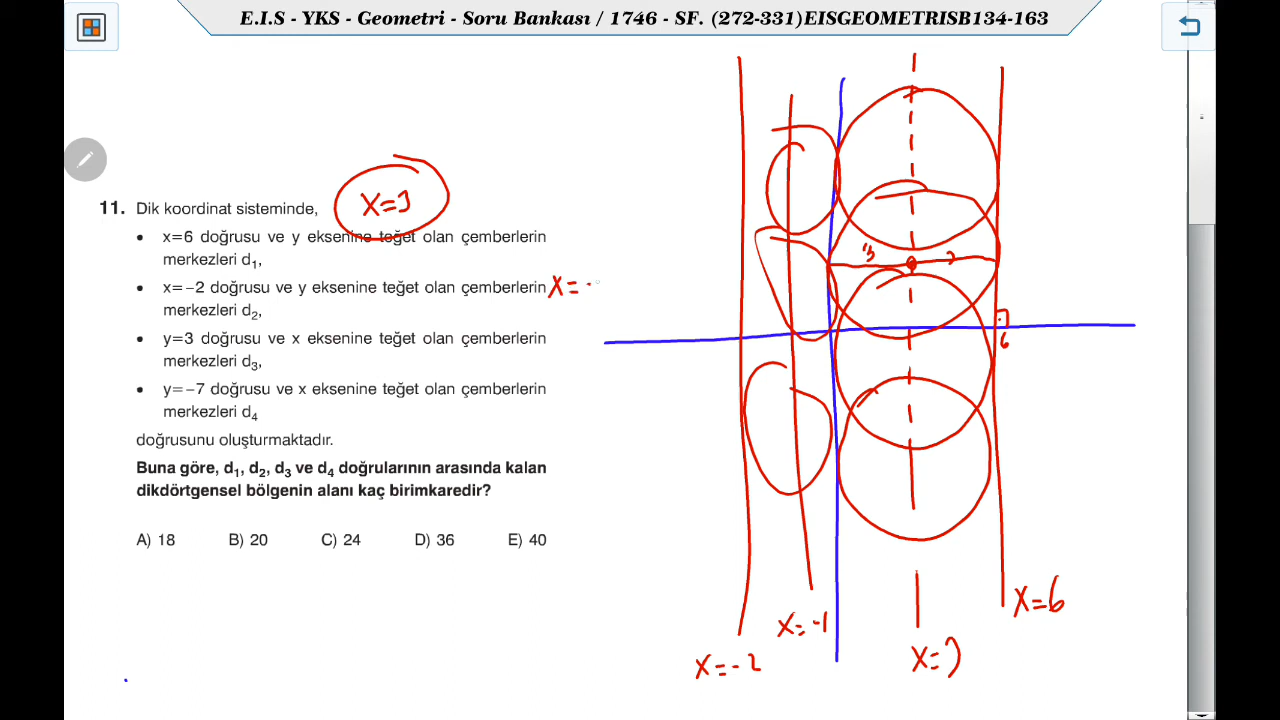 E.I.S - YKS - Geometri - Soru Bankası / 1746 - SF. (272-331)EISGEOMETRISB134-163
11. Dik koordinat sisteminde,
x=3
• x=6 doğrusu ve y eksenine teğet olan çemberlerin
merkezleri d₁,
• x=−2 doğrusu ve y eksenine teğet olan çemberlerin
x=-
merkezleri d₂,
• y=3 doğrusu ve x eksenine teğet olan çemberlerin
merkezleri d₃,
• y=−7 doğrusu ve x eksenine teğet olan çemberlerin
merkezleri d₄
doğrusunu oluşturmaktadır.
Buna göre, d₁, d₂, d₃ ve d₄ doğrularının arasında kalan
dikdörtgensel bölgenin alanı kaç birimkaredir?
A) 18 B) 20 C) 24 D) 36 E) 40
3 3
6
x=6
x=-1
x=3
x=-2